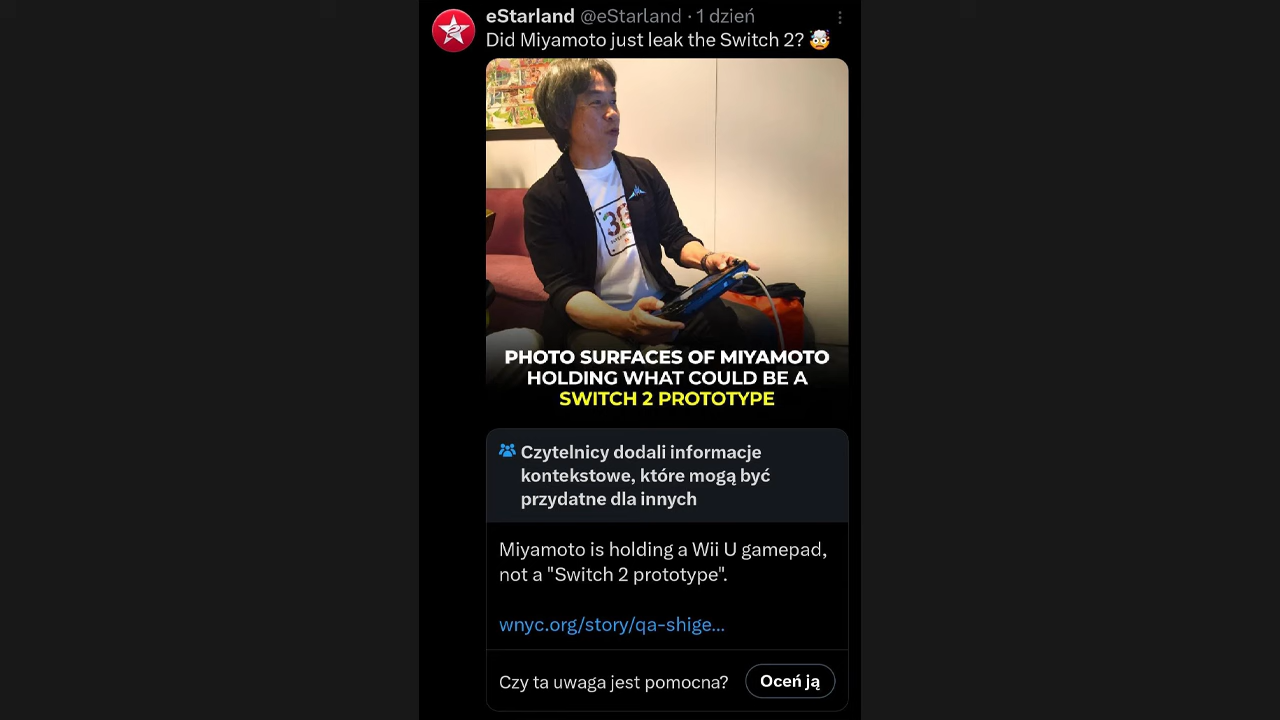 eStarland @eStarland · 1 dzień
Did Miyamoto just leak the Switch 2? 🤯
PHOTO SURFACES OF MIYAMOTO
HOLDING WHAT COULD BE A
SWITCH 2 PROTOTYPE
Czytelnicy dodali informacje
kontekstowe, które mogą być
przydatne dla innych
Miyamoto is holding a Wii U gamepad,
not a "Switch 2 prototype".
wnyc.org/story/qa-shige...
Czy ta uwaga jest pomocna?
Oceń ją